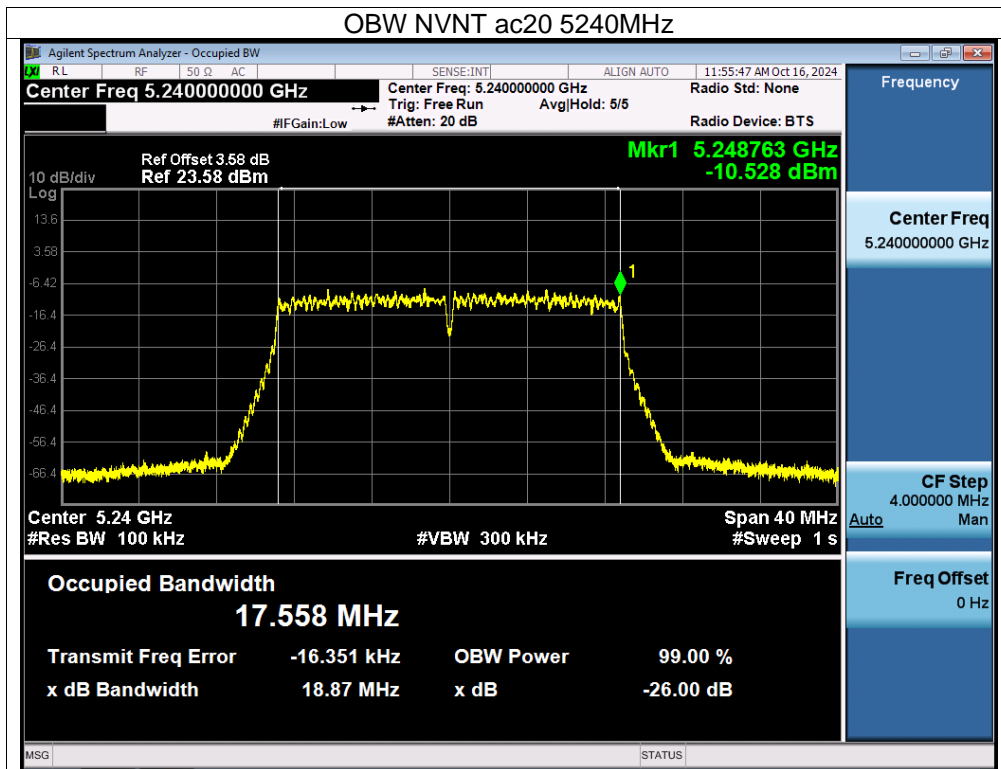 OBW NVNT ac20 5240MHz
Agilent Spectrum Analyzer - Occupied BW
LXI RL RF 50 Ω AC SENSE:INT ALIGN AUTO 11:55:47 AM Oct 16, 2024
Center Freq 5.240000000 GHz
Center Freq: 5.240000000 GHz
Radio Std: None
Trig: Free Run Avg|Hold: 5/5
#IFGain:Low
#Atten: 20 dB
Radio Device: BTS
Frequency
Mkr1 5.248763 GHz
-10.528 dBm
Ref Offset 3.58 dB
10 dB/div Ref 23.58 dBm
Log
13.6
3.58
-6.42
-16.4
-26.4
-36.4
-46.4
-56.4
-66.4
1
Center Freq
5.240000000 GHz
Center 5.24 GHz
Span 40 MHz
#Res BW 100 kHz
#VBW 300 kHz
#Sweep 1 s
CF Step
4.000000 MHz
Auto Man
Freq Offset
0 Hz
Occupied Bandwidth
17.558 MHz
Transmit Freq Error -16.351 kHz OBW Power 99.00 %
x dB Bandwidth 18.87 MHz x dB -26.00 dB
MSG
STATUS